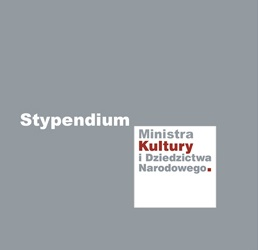 Stypendium
Ministra
Kultury
i Dziedzictwa
Narodowego.